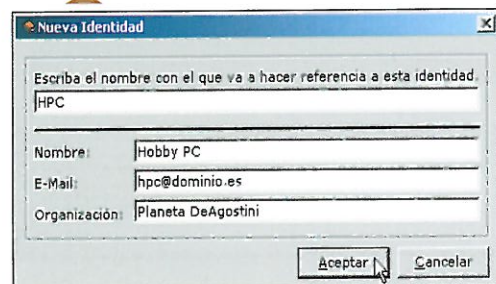 Nueva Identidad
Escriba el nombre con el que va a hacer referencia a esta identidad.
HPC
Nombre: Hobby PC
E-Mail: hpc@dominio.es
Organización: Planeta DeAgostini
Aceptar Cancelar